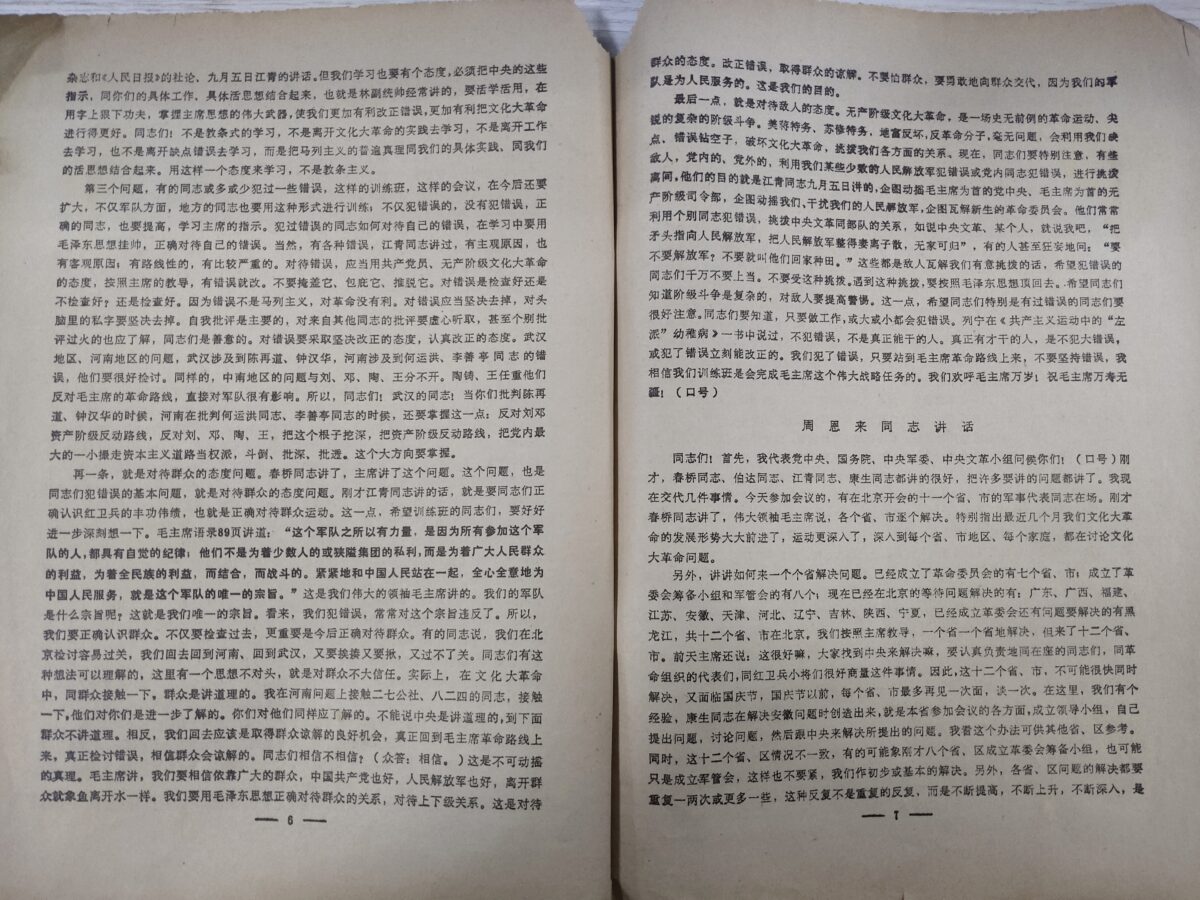 杂志和《人民日报》的社论、九月五日江青的讲话。但我们学习也要有个态度，必须把中央的这些
指示，同你们的具体工作、具体活思想结合起来，也就是林副统帅经常讲的，要活学活用，在
用字上狠下功夫，掌握主席思想的伟大武器，使我们更加有利改正错误，更加有利把文化大革命
进行得更好。同志们！不是教条式的学习，不是离开文化大革命的实践去学习，不是离开工作
去学习，也不是离开缺点错误去学习，而是把马列主义的普遍真理同我们的具体实践、同我们
的活思想结合起来。用这样一个态度来学习，不是教条主义。
第三个问题，有的同志或多或少犯过一些错误，这样的训练班，这样的会议，在今后还要
扩大，不仅军队方面，地方的同志也要用这种形式进行训练；不仅犯错误的，没有犯错误，正
确的同志，也要提高，学习主席的指示。犯过错误的同志如何对待自己的错误，在学习中要用
毛泽东思想挂帅，正确对待自己的错误。当然，有各种错误，江青同志讲过，有主观原因，也
有客观原因；有路线性的，有比较严重的。对待错误，应当用共产党员、无产阶级文化大革命
的态度，按照主席的教导，有错误就改。不要掩盖它、包庇它、推脱它。对错误是检查好还是
不检查好？还是检查好。因为错误不是马列主义，对革命没有利。对错误应当坚决去掉，对头
脑里的私字要坚决去掉。自我批评是主要的，对来自其他同志的批评要虚心听取，甚至个别批
评过火的也应了解，同志们是善意的。对错误要采取坚决改正的态度，认真改正的态度。武汉
地区、河南地区的问题，武汉涉及到陈再道、钟汉华，河南涉及到何运洪、李善亭同志的错
误，他们要很好检讨。同样的，中南地区的问题与刘、邓、陶、王分不开。陶铸、王任重他们
反对毛主席的革命路线，直接对军队很有影响。所以，同志们！武汉的同志！当你们批判陈再
道、钟汉华的时候，河南在批判何运洪同志、李善亭同志的时候，还要掌握这一点：反对刘邓
资产阶级反动路线，反对刘、邓、陶、王，把这个根子挖深，把资产阶级反动路线，把党内最
大的一小撮走资本主义道路当权派，斗倒、批深、批透。这个大方向要掌握。
再一条，就是对待群众的态度问题。春桥同志讲了，主席讲了这个问题。这个问题，也是
同志们犯错误的基本问题，就是对待群众的态度问题。刚才江青同志讲的话，就是要同志们正
确认识红卫兵的丰功伟绩，也就是正确对待群众运动。这一点，希望训练班的同志们，要好好
进一步深刻想一下。毛主席语录89页讲道：“这个军队之所以有力量，是因为所有参加这个军
队的人，都具有自觉的纪律；他们不是为着少数人的或狭隘集团的私利，而是为着广大人民群众
的利益，为着全民族的利益，而结合，而战斗的。紧紧地和中国人民站在一起，全心全意地为
中国人民服务，就是这个军队的唯一的宗旨。”这是我们伟大的领袖毛主席讲的。我们的军队
是什么宗旨呢？这就是我们唯一的宗旨。看来，我们犯错误，常常对这个宗旨违反了。所以，
我们要正确认识群众。不仅要检查过去，更重要是今后正确对待群众。有的同志说，我们在北
京检讨容易过关，我们回去回到河南、回到武汉，又要挨揍又要揪，又过不了关。同志们有这
种想法可以理解的，这里有一个思想不对头，就是对群众不大信任。实际上，在文化大革命
中，同群众接触一下，群众是讲道理的。我在河南问题上接触二七公社、八二四的同志，接触
一下，他们对你们是进一步了解的。你们对他们同样应了解的。不能说中央是讲道理的，到下面
群众不讲道理。相反，我们回去应该是取得群众谅解的良好机会，真正回到毛主席革命路线上
来，真正检讨错误，相信群众会谅解的。同志们相信不相信？（众答：相信。）这是不可动摇
的真理。毛主席讲，我们要相信依靠广大的群众，中国共产党也好，人民解放军也好，离开群
众就象鱼离开水一样。我们要用毛泽东思想正确对待群众的关系，对待上下级关系。这是对待
— 6 —
群众的态度。改正错误，取得群众的谅解。不要怕群众，要勇敢地向群众交代，因为我们的军
队是为人民服务的。这是我们的目的。
最后一点，就是对待敌人的态度。无产阶级文化大革命，是一场史无前例的革命运动、尖
锐的复杂的阶级斗争。美蒋特务、苏修特务，地富反坏，反革命分子，毫无问题，会利用我们缺
点、错误钻空子，破坏文化大革命，挑拨我们各方面的关系。现在，同志们要特别注意，有些
敌人，党内的、党外的，利用我们某些少数的人民解放军犯错误或党内同志犯错误，进行挑拨
离间。他们的目的就是江青同志九月五日讲的，企图动摇毛主席为首的党中央、毛主席为首的无
产阶级司令部，企图动摇我们、干扰我们的人民解放军，企图瓦解新生的革命委员会。他们常常
利用个别同志犯错误，挑拨中央文革同部队的关系，如说中央文革、某个人，就说我吧，“把
矛头指向人民解放军，把人民解放军整得妻离子散，无家可归”，有的人甚至狂妄地问：“要
不要解放军？不要就叫他们回家种田。”这些都是敌人瓦解我们有意挑拨的话，希望犯错误的
同志们千万不要上当。不要受这种挑拨。遇到这种挑拨，要按照毛泽东思想顶回去。希望同志们
知道阶级斗争是复杂的，对敌人要提高警惕。这一点，希望同志们特别是有过错误的同志们要
很好注意。同志们要知道，只要做工作，或大或小都会犯错误。列宁在《共产主义运动中的“左
派”幼稚病》一书中说过，不犯错误，不是真正能干的人。真正有才干的人，是不犯大错误，
或犯了错误立刻能改正的。我们犯了错误，只要站到毛主席革命路线上来，不要坚持错误，我
相信我们训练班是会完成毛主席这个伟大战略任务的。我们欢呼毛主席万岁！祝毛主席万寿无
疆！（口号）
周恩来同志讲话
同志们！首先，我代表党中央、国务院、中央军委、中央文革小组问候你们！（口号）刚
才，春桥同志、伯达同志、江青同志、康生同志都讲的很好，把许多要讲的问题都讲了。我现
在交代几件事情。今天参加会议的，有在北京开会的十一个省、市的军事代表同志在场。刚才
春桥同志讲了，伟大领袖毛主席说，各个省、市逐个解决。特别指出最近几个月我们文化大革
命的发展形势大大前进了，运动更深入了，深入到每个省、市地区、每个家庭，都在讨论文化
大革命问题。
另外，讲讲如何来一个个省解决问题。已经成立了革命委员会的有七个省、市；成立了革
委会筹备小组和军管会的有八个；现在已经在北京的等待问题解决的有：广东、广西、福建、
江苏、安徽、天津、河北、辽宁、吉林、陕西、宁夏，已经成立革委会还有问题要解决的有黑
龙江，共十二个省、市在北京。我们按照主席教导，一个省一个省地解决，但来了十二个省、
市。前天主席还说：这很好嘛，大家找到中央来解决嘛，要认真负责地同在座的同志们，同革
命组织的代表们，同红卫兵小将们很好商量这件事情。因此，这十二个省、市，不可能很快同时
解决，又面临国庆节，国庆节以前，每个省、市最多再见一次面，谈一次。在这里，我们有个
经验，康生同志在解决安徽问题时创造出来，就是本省参加会议的各方面，成立领导小组，自己
提出问题，讨论问题，然后跟中央来解决所提出的问题。我看这个办法可供其他省、区参考。
同时，这十二个省、区情况不一致，有的可能象刚才八个省、区成立革委会筹备小组，也可能
只是成立军管会，这样也不要紧，我们作初步或基本的解决。另外，各省、区问题的解决都要
重复一两次或更多一些，这种反复不是重复的反复，而是不断提高，不断上升，不断深入，是
— 7 —